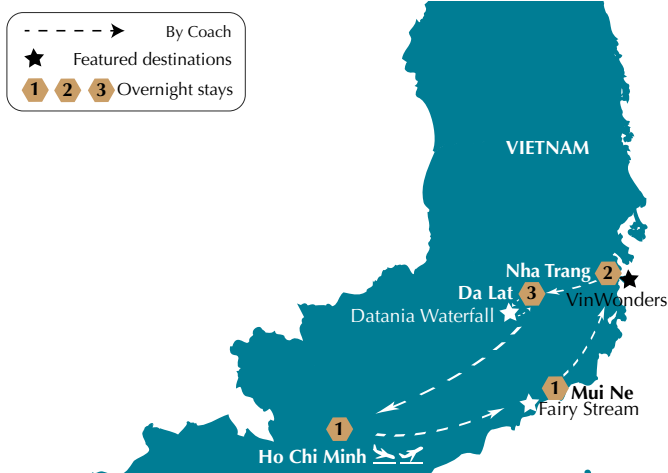 By Coach
Featured destinations
1 2 3 Overnight stays
VIETNAM
Nha Trang 2
VinWonders
Da Lat 3
Datania Waterfall
1 Mui Ne
Fairy Stream
1
Ho Chi Minh